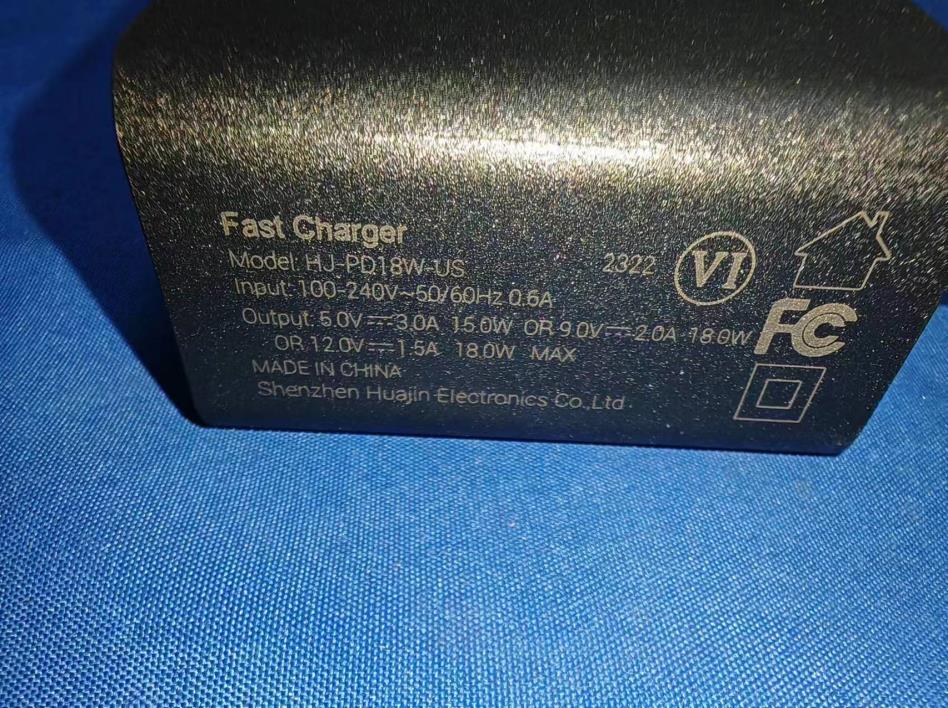 Fast Charger
Model: HJ-PD18W-US 2322 VI
Input: 100-240V~50/60Hz 0.6A
Output: 5.0V⎓3.0A 15.0W OR 9.0V⎓2.0A 18.0W FC
OR 12.0V⎓1.5A 18.0W MAX
MADE IN CHINA
Shenzhen Huajin Electronics Co.,Ltd